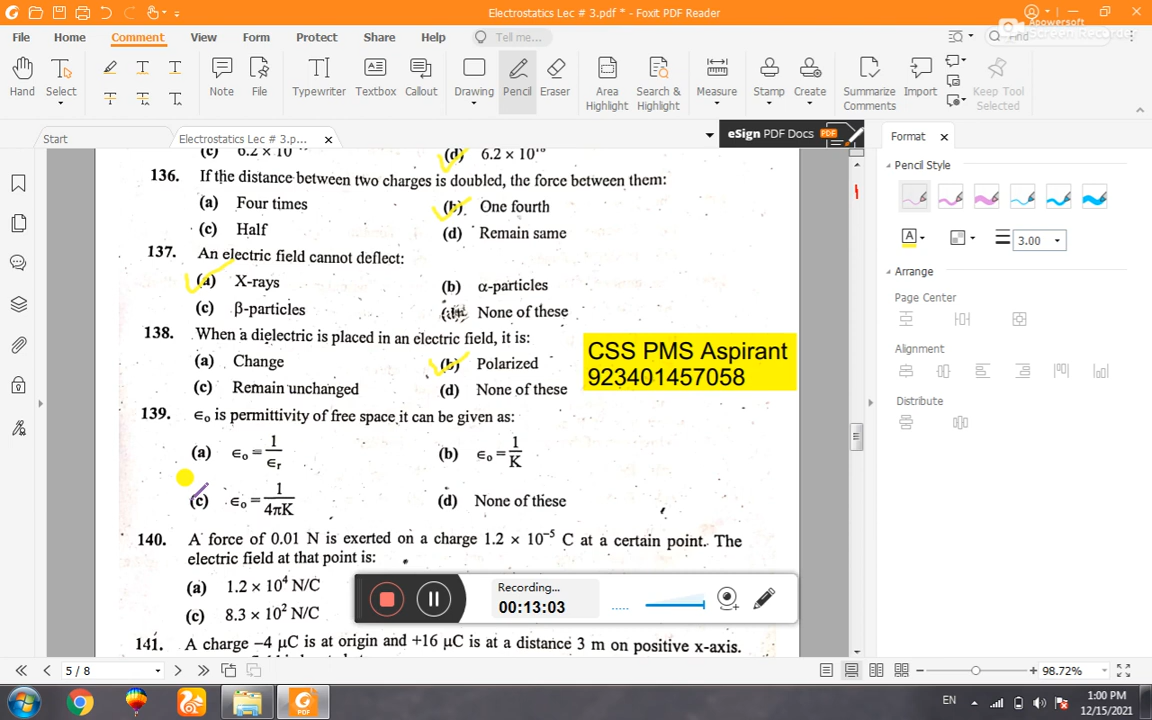 Electrostatics Lec # 3.pdf * - Foxit PDF Reader
Apowersoft
Screen Recorder
File Home Comment View Form Protect Share Help Tell me... Find
Hand Select Note File Typewriter Textbox Callout Drawing Pencil Eraser Area Highlight Search & Highlight Measure Stamp Create Summarize Comments Import Keep Tool Selected
Start Electrostatics Lec # 3.p... eSign PDF Docs PDF Format
Pencil Style
3.00
Arrange
Page Center
Alignment
Distribute
(d) 6.2 × 10
136. If the distance between two charges is doubled, the force between them:
(a) Four times (b) One fourth
(c) Half (d) Remain same
137. An electric field cannot deflect:
(a) X-rays (b) α-particles
(c) β-particles None of these
138. When a dielectric is placed in an electric field, it is:
(a) Change (b) Polarized
(c) Remain unchanged (d) None of these
CSS PMS Aspirant
923401457058
139. ϵo is permittivity of free space it can be given as:
(a) ϵo = 1/ϵr (b) ϵo = 1/K
(c) ϵo = 1/4πK (d) None of these
140. A force of 0.01 N is exerted on a charge 1.2 × 10⁻⁵ C at a certain point. The
electric field at that point is:
(a) 1.2 × 10⁴ N/C
(c) 8.3 × 10² N/C
Recording...
00:13:03
141. A charge −4 μC is at origin and +16 μC is at a distance 3 m on positive x-axis.
5 / 8 98.72%
EN 1:00 PM
12/15/2021